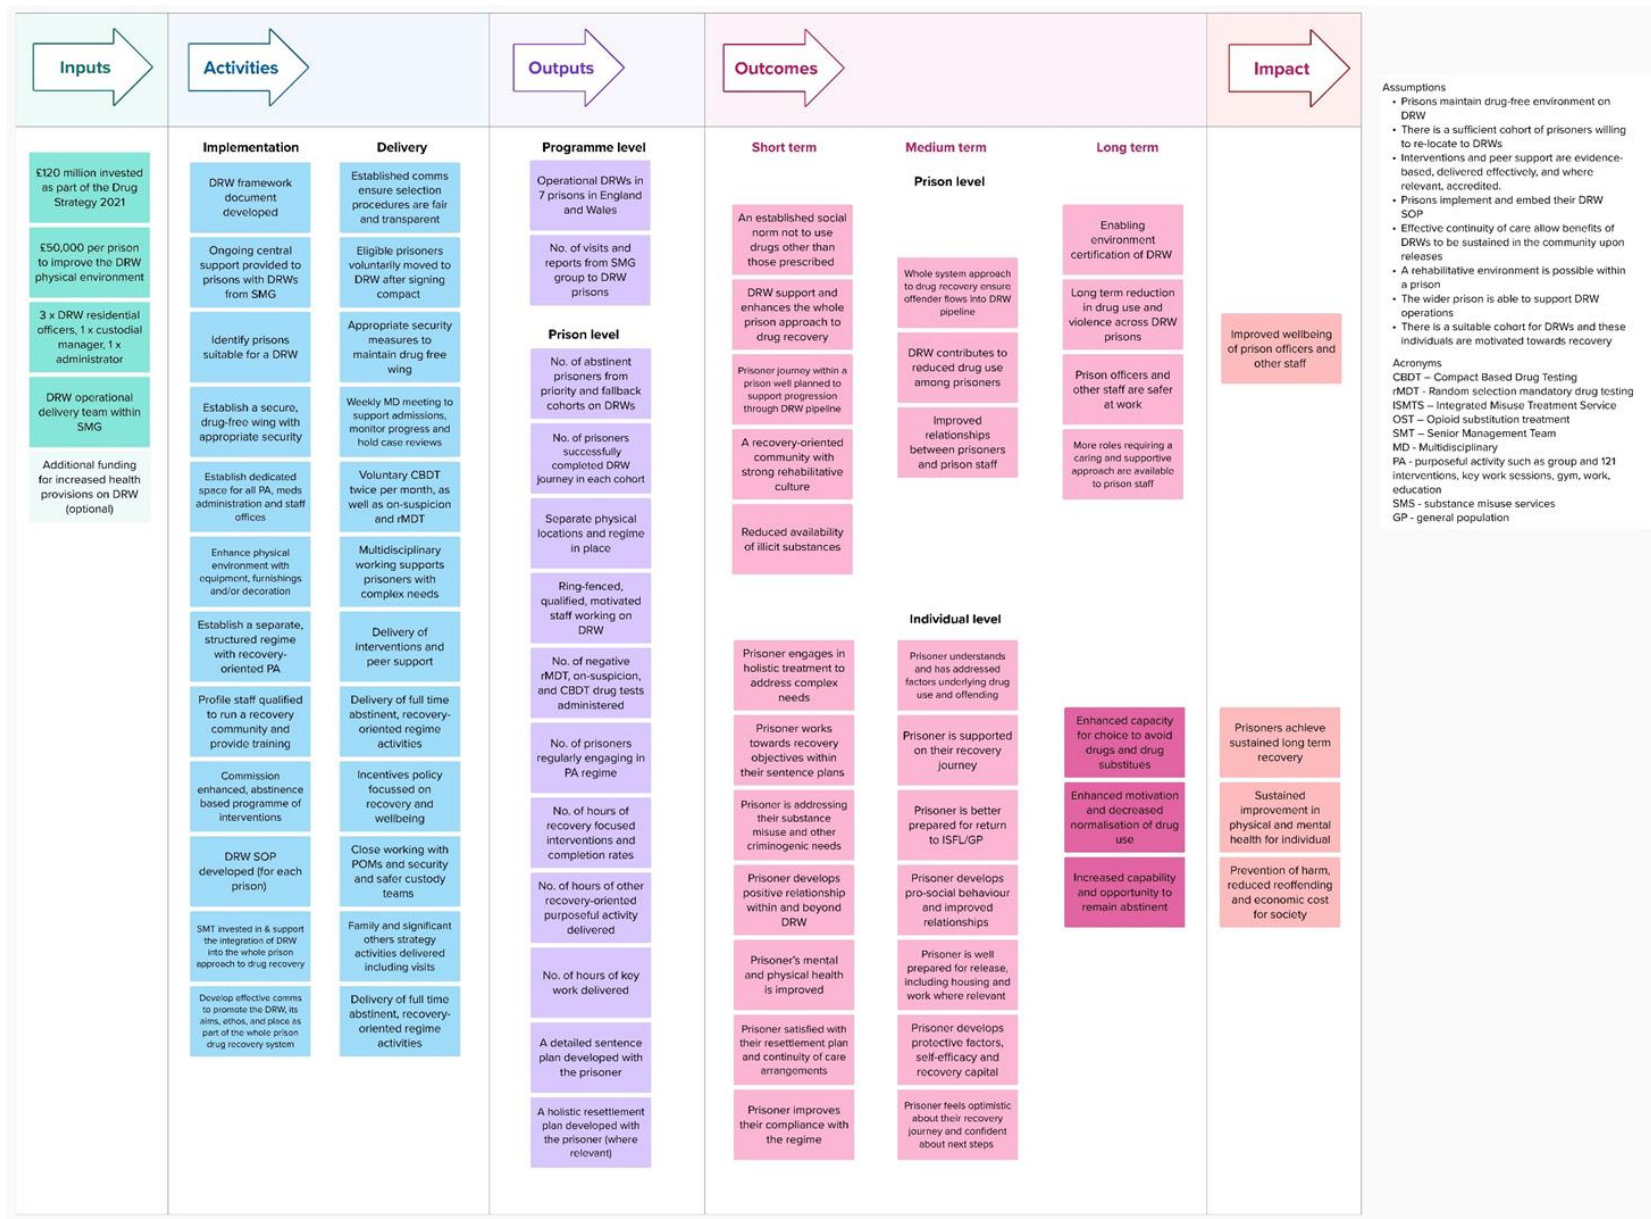 Inputs
Activities
Outputs
Outcomes
Impact
£120 million invested
as part of the Drug
Strategy 2021
£50,000 per prison
to improve the DRW
physical environment
3 x DRW residential
officers, 1 x custodial
manager, 1 x
administrator
DRW operational
delivery team within
SMG
Additional funding
for increased health
provisions on DRW
(optional)
Implementation
DRW framework
document
developed
Ongoing central
support provided to
prisons with DRWs
from SMG
Identify prisons
suitable for a DRW
Establish a secure,
drug-free wing with
appropriate security
Establish dedicated
space for all PA, meds
administration and staff
offices
Enhance physical
environment with
equipment, furnishings
and/or decoration
Establish a separate,
structured regime
with recovery-
oriented PA
Profile staff qualified
to run a recovery
community and
provide training
Commission
enhanced, abstinence
based programme of
interventions
DRW SOP
developed (for each
prison)
SMT invested in & support
the integration of DRW
into the whole prison
approach to drug recovery
Develop effective comms
to promote the DRW, its
aims, ethos, and place as
part of the whole prison
drug recovery system
Delivery
Established comms
ensure selection
procedures are fair
and transparent
Eligible prisoners
voluntarily moved to
DRW after signing
compact
Appropriate security
measures to
maintain drug free
wing
Weekly MD meeting to
support admissions,
monitor progress and
hold case reviews
Voluntary CBDT
twice per month, as
well as on-suspicion
and rMDT
Multidisciplinary
working supports
prisoners with
complex needs
Delivery of
interventions and
peer support
Delivery of full time
abstinent, recovery-
oriented regime
activities
Incentives policy
focussed on
recovery and
wellbeing
Close working with
POMs and security
and safer custody
teams
Family and significant
others strategy
activities delivered
including visits
Delivery of full time
abstinent, recovery-
oriented regime
activities
Programme level
Operational DRWs in
7 prisons in England
and Wales
No. of visits and
reports from SMG
group to DRW
prisons
Prison level
No. of abstinent
prisoners from
priority and fallback
cohorts on DRWs
No. of prisoners
successfully
completed DRW
journey in each cohort
Separate physical
locations and regime
in place
Ring-fenced,
qualified, motivated
staff working on
DRW
No. of negative
rMDT, on-suspicion,
and CBDT drug tests
administered
No. of prisoners
regularly engaging in
PA regime
No. of hours of
recovery focused
interventions and
completion rates
No. of hours of other
recovery-oriented
purposeful activity
delivered
No. of hours of key
work delivered
A detailed sentence
plan developed with
the prisoner
A holistic resettlement
plan developed with
the prisoner (where
relevant)
Short term
Medium term
Long term
Prison level
An established social
norm not to use
drugs other than
those prescribed
DRW support and
enhances the whole
prison approach to
drug recovery
Prisoner journey within a
prison well planned to
support progression
through DRW pipeline
A recovery-oriented
community with
strong rehabilitative
culture
Reduced availability
of illicit substances
Whole system approach
to drug recovery ensure
offender flows into DRW
pipeline
DRW contributes to
reduced drug use
among prisoners
Improved
relationships
between prisoners
and prison staff
Enabling
environment
certification of DRW
Long term reduction
in drug use and
violence across DRW
prisons
Prison officers and
other staff are safer
at work
More roles requiring a
caring and supportive
approach are available
to prison staff
Improved wellbeing
of prison officers and
other staff
Individual level
Prisoner engages in
holistic treatment to
address complex
needs
Prisoner works
towards recovery
objectives within
their sentence plans
Prisoner is addressing
their substance
misuse and other
criminogenic needs
Prisoner develops
positive relationship
within and beyond
DRW
Prisoner's mental
and physical health
is improved
Prisoner satisfied with
their resettlement plan
and continuity of care
arrangements
Prisoner improves
their compliance with
the regime
Prisoner understands
and has addressed
factors underlying drug
use and offending
Prisoner is supported
on their recovery
journey
Prisoner is better
prepared for return
to ISFL/GP
Prisoner develops
pro-social behaviour
and improved
relationships
Prisoner is well
prepared for release,
including housing and
work where relevant
Prisoner develops
protective factors,
self-efficacy and
recovery capital
Prisoner feels optimistic
about their recovery
journey and confident
about next steps
Enhanced capacity
for choice to avoid
drugs and drug
substitues
Enhanced motivation
and decreased
normalisation of drug
use
Increased capability
and opportunity to
remain abstinent
Prisoners achieve
sustained long term
recovery
Sustained
improvement in
physical and mental
health for individual
Prevention of harm,
reduced reoffending
and economic cost
for society
Assumptions
• Prisons maintain drug-free environment on
DRW
• There is a sufficient cohort of prisoners willing
to re-locate to DRWs
• Interventions and peer support are evidence-
based, delivered effectively, and where
relevant, accredited.
• Prisons implement and embed their DRW
SOP
• Effective continuity of care allow benefits of
DRWs to be sustained in the community upon
releases
• A rehabilitative environment is possible within
a prison
• The wider prison is able to support DRW
operations
• There is a suitable cohort for DRWs and these
individuals are motivated towards recovery
Acronyms
CBDT – Compact Based Drug Testing
rMDT - Random selection mandatory drug testing
ISMTS – Integrated Misuse Treatment Service
OST – Opioid substitution treatment
SMT – Senior Management Team
MD - Multidisciplinary
PA - purposeful activity such as group and 121
interventions, key work sessions, gym, work,
education
SMS - substance misuse services
GP - general population